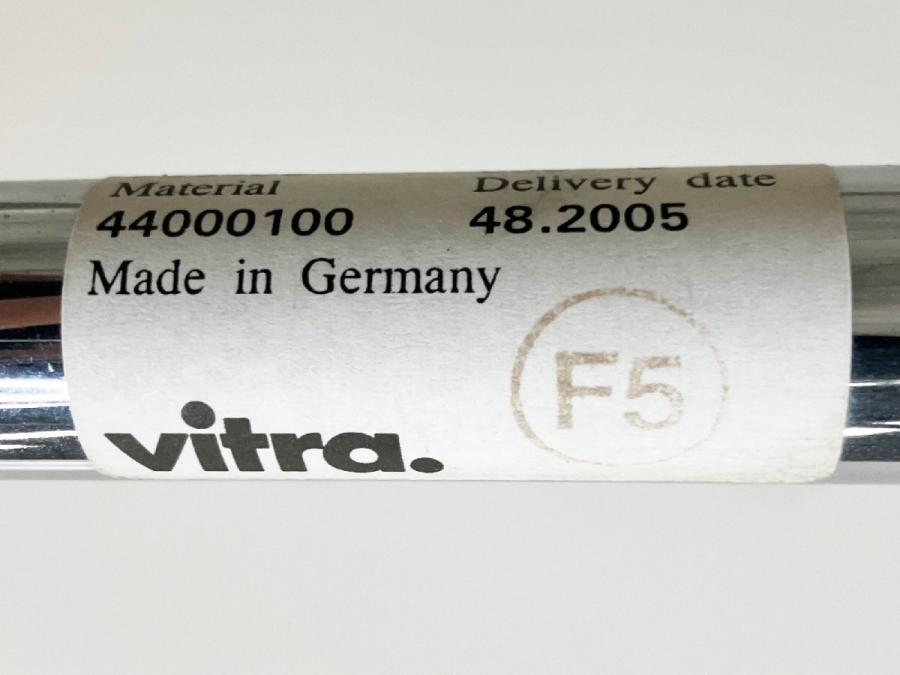 Material Delivery date
44000100 48.2005
Made in Germany
F5
vitra.